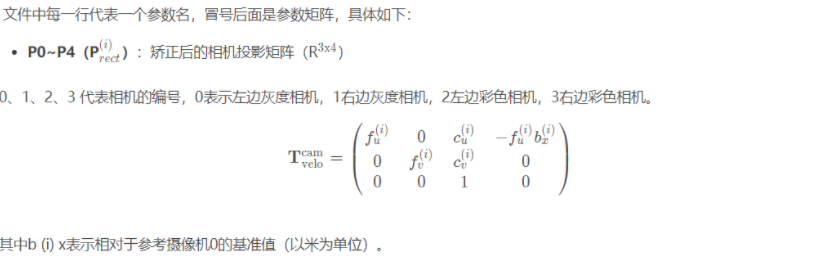 文件中每一行代表一个参数名，冒号后面是参数矩阵，具体如下：
• P0~P4（P_{rect}^{(i)}）：矫正后的相机投影矩阵（R^{3x4}）
0、1、2、3 代表相机的编号，0表示左边灰度相机，1右边灰度相机，2左边彩色相机，3右边彩色相机。
T_{velo}^{cam} = \begin{pmatrix} f_u^{(i)} & 0 & c_u^{(i)} & -f_u^{(i)} b_x^{(i)} \\ 0 & f_v^{(i)} & c_v^{(i)} & 0 \\ 0 & 0 & 1 & 0 \end{pmatrix}
其中b (i) x表示相对于参考摄像机0的基准值（以米为单位）。